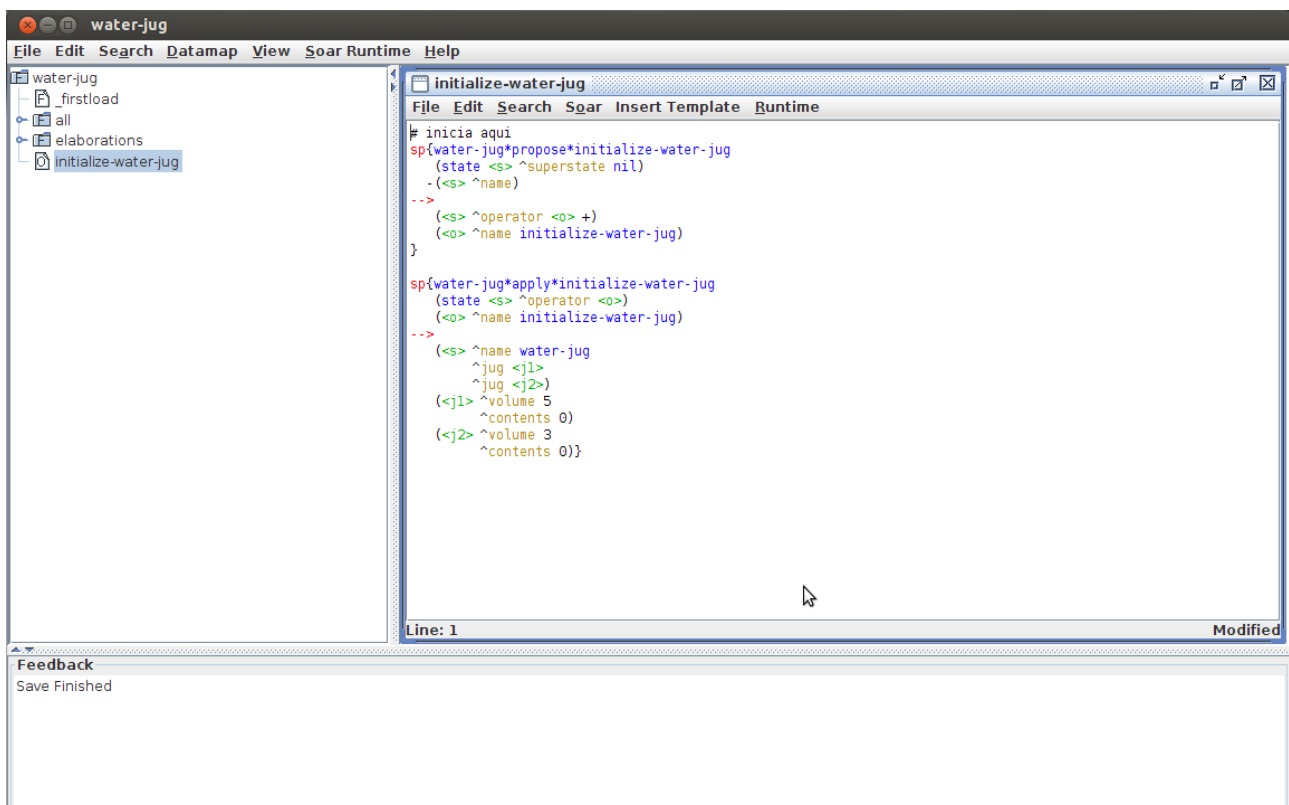 water-jug
File Edit Search Datamap View Soar Runtime Help
water-jug
_firstload
all
elaborations
initialize-water-jug
initialize-water-jug
File Edit Search Soar Insert Template Runtime
# inicia aqui
sp{water-jug*propose*initialize-water-jug
(state <s> ^superstate nil)
-(<s> ^name)
-->
(<s> ^operator <o> +)
(<o> ^name initialize-water-jug)
}
sp{water-jug*apply*initialize-water-jug
(state <s> ^operator <o>)
(<o> ^name initialize-water-jug)
-->
(<s> ^name water-jug
^jug <j1>
^jug <j2>)
(<j1> ^volume 5
^contents 0)
(<j2> ^volume 3
^contents 0)}
Line: 1 Modified
Feedback
Save Finished